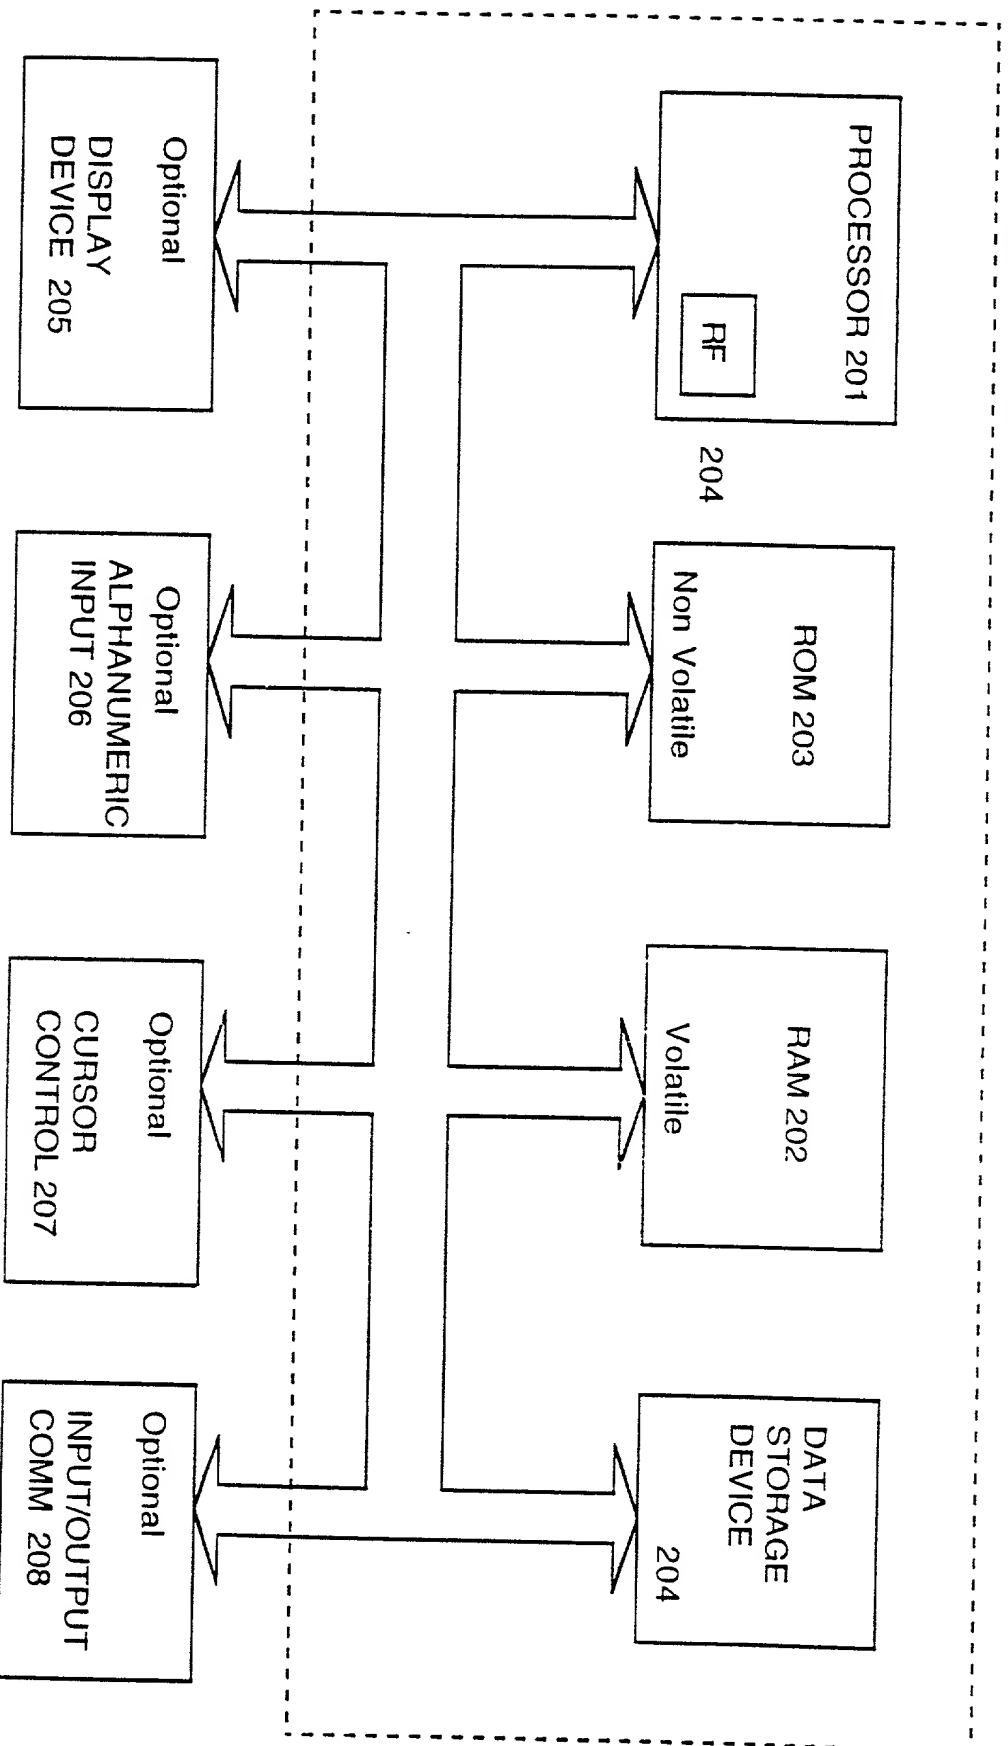 PROCESSOR 201
RF
204
ROM 203
Non Volatile
RAM 202
Volatile
DATA
STORAGE
DEVICE
204
Optional
DISPLAY
DEVICE 205
Optional
ALPHANUMERIC
INPUT 206
Optional
CURSOR
CONTROL 207
Optional
INPUT/OUTPUT
COMM 208